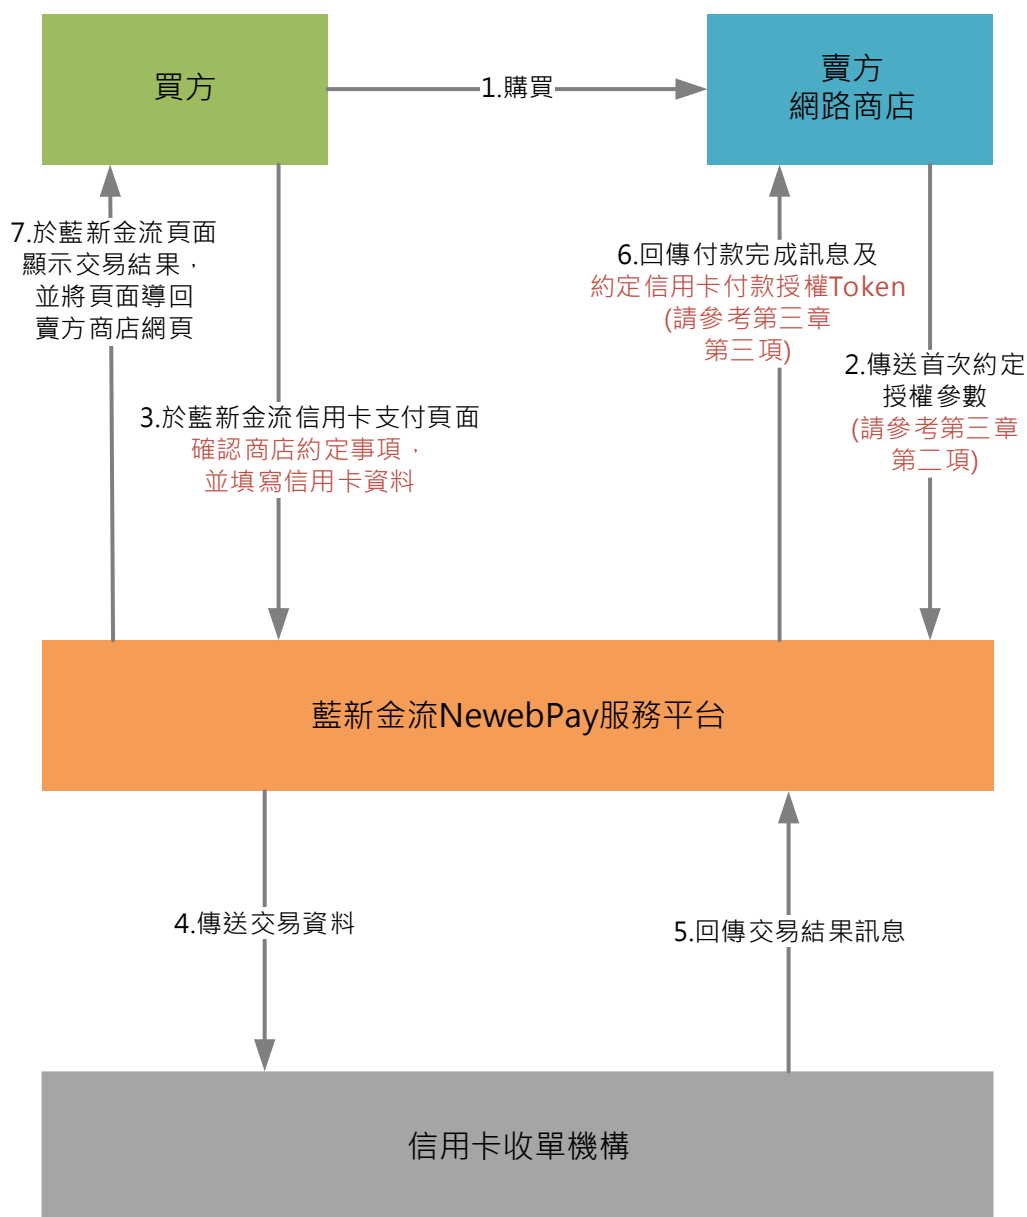 買方
1.購買
賣方
網路商店
7.於藍新金流頁面
顯示交易結果，
並將頁面導回
賣方商店網頁
6.回傳付款完成訊息及
約定信用卡付款授權Token
(請參考第三章
第三項)
2.傳送首次約定
授權參數
(請參考第三章
第二項)
3.於藍新金流信用卡支付頁面
確認商店約定事項，
並填寫信用卡資料
藍新金流NewebPay服務平台
4.傳送交易資料
5.回傳交易結果訊息
信用卡收單機構